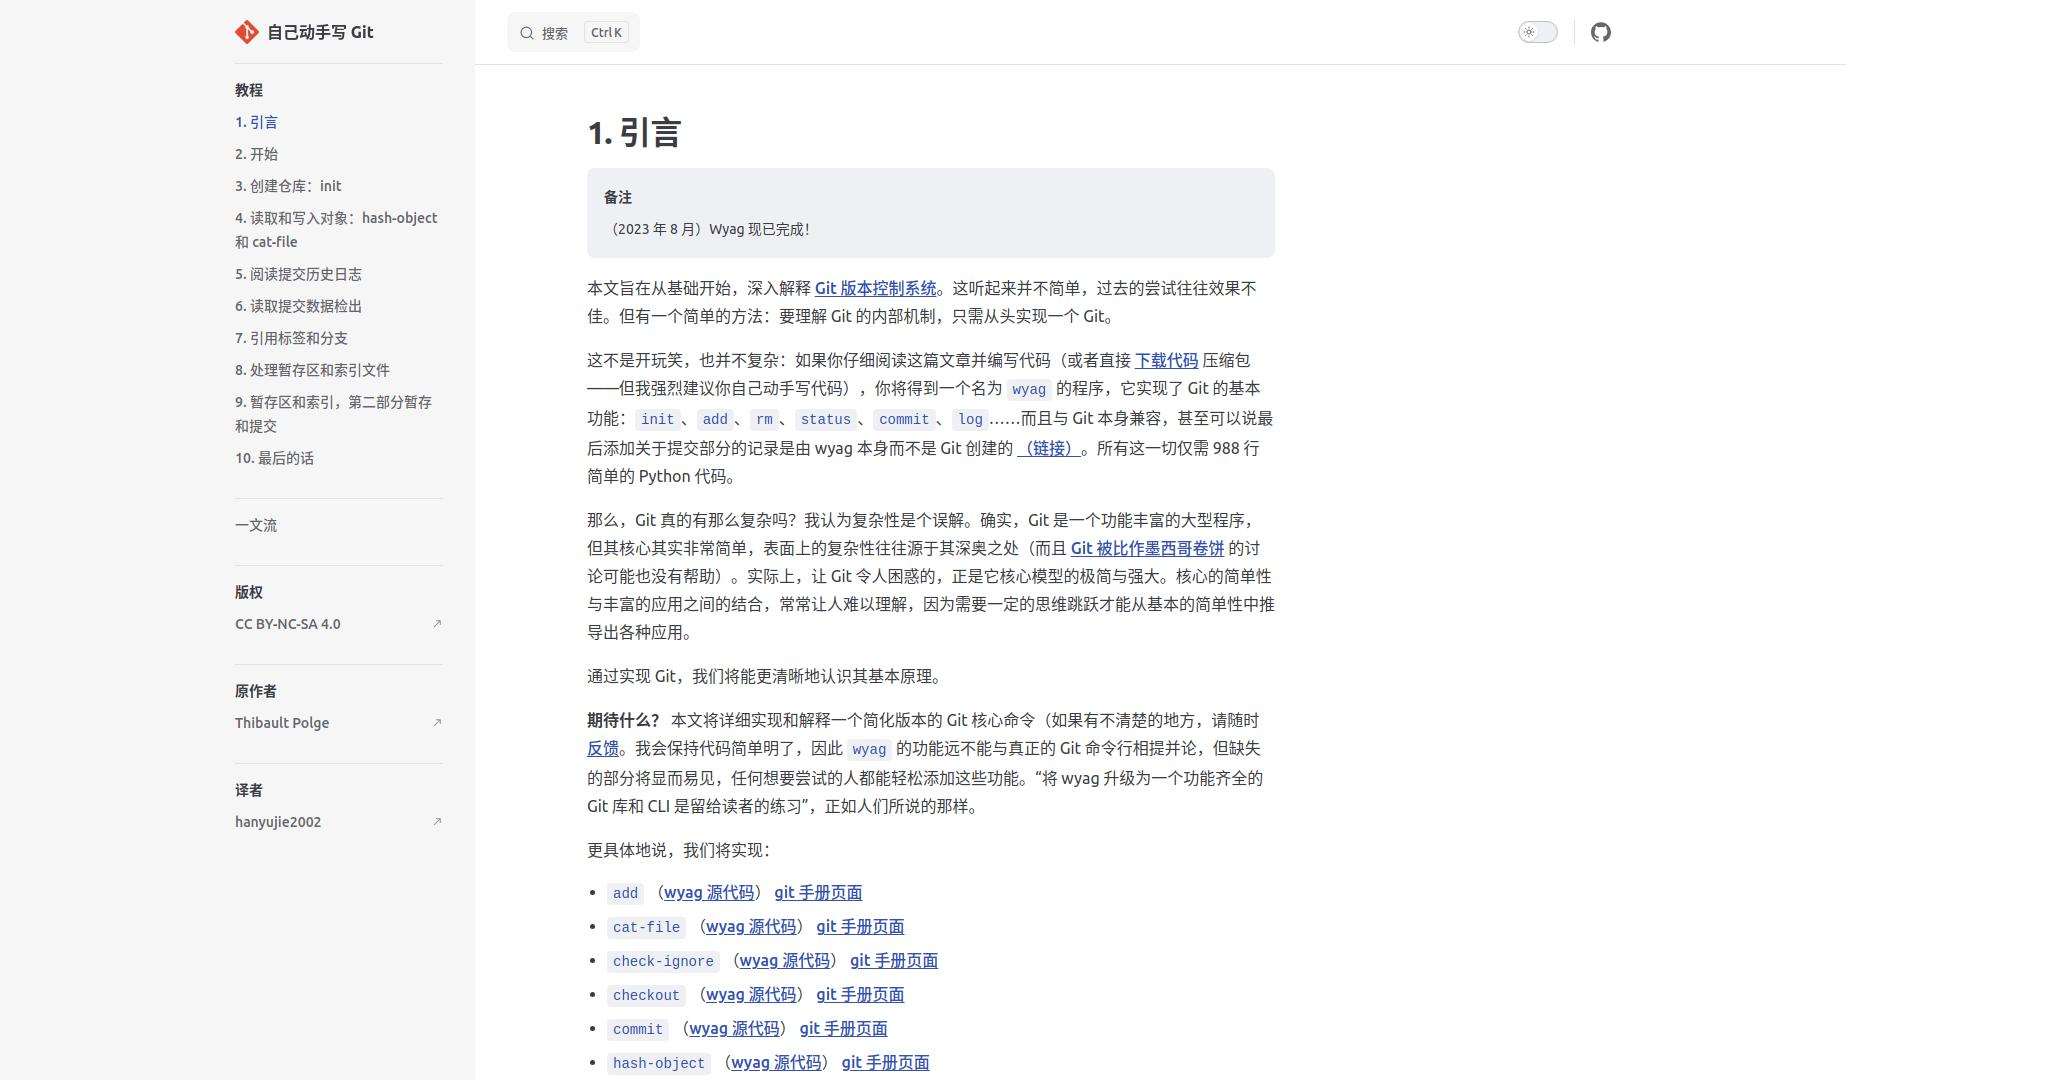 自己动手写 Git
教程
1. 引言
2. 开始
3. 创建仓库：init
4. 读取和写入对象：hash-object
和 cat-file
5. 阅读提交历史日志
6. 读取提交数据检出
7. 引用标签和分支
8. 处理暂存区和索引文件
9. 暂存区和索引，第二部分暂存
和提交
10. 最后的话
一文流
版权
CC BY-NC-SA 4.0
原作者
Thibault Polge
译者
hanyujie2002
搜索 Ctrl K
1. 引言
备注
（2023 年 8 月）Wyag 现已完成！
本文旨在从基础开始，深入解释 Git 版本控制系统。这听起来并不简单，过去的尝试往往效果不
佳。但有一个简单的方法：要理解 Git 的内部机制，只需从头实现一个 Git。
这不是开玩笑，也并不复杂：如果你仔细阅读这篇文章并编写代码（或者直接 下载代码 压缩包
——但我强烈建议你自己动手写代码），你将得到一个名为 wyag 的程序，它实现了 Git 的基本
功能：init、add、rm、status、commit、log……而且与 Git 本身兼容，甚至可以说最
后添加关于提交部分的记录是由 wyag 本身而不是 Git 创建的 （链接）。所有这一切仅需 988 行
简单的 Python 代码。
那么，Git 真的有那么复杂吗？我认为复杂性是个误解。确实，Git 是一个功能丰富的大型程序，
但其核心其实非常简单，表面上的复杂性往往源于其深奥之处（而且 Git 被比作墨西哥卷饼 的讨
论可能也没有帮助）。实际上，让 Git 令人困惑的，正是它核心模型的极简与强大。核心的简单性
与丰富的应用之间的结合，常常让人难以理解，因为需要一定的思维跳跃才能从基本的简单性中推
导出各种应用。
通过实现 Git，我们将能更清晰地认识其基本原理。
期待什么？ 本文将详细实现和解释一个简化版本的 Git 核心命令（如果有不清楚的地方，请随时
反馈。我会保持代码简单明了，因此 wyag 的功能远不能与真正的 Git 命令行相提并论，但缺失
的部分将显而易见，任何想要尝试的人都能轻松添加这些功能。“将 wyag 升级为一个功能齐全的
Git 库和 CLI 是留给读者的练习”，正如人们所说的那样。
更具体地说，我们将实现：
• add （wyag 源代码） git 手册页面
• cat-file （wyag 源代码） git 手册页面
• check-ignore （wyag 源代码） git 手册页面
• checkout （wyag 源代码） git 手册页面
• commit （wyag 源代码） git 手册页面
• hash-object （wyag 源代码） git 手册页面